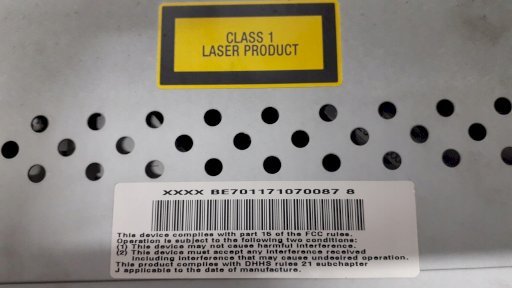 CLASS 1
LASER PRODUCT
XXXX BE701171070087 8
This device complies with part 15 of the FCC rules.
Operation is subject to the following two conditions:
(1) This device may not cause harmful interference.
(2) This device must accept any interference received
including interference that may cause undesired operation.
This product complies with DHHS rules 21 subchapter
J applicable to the date of manufacture.